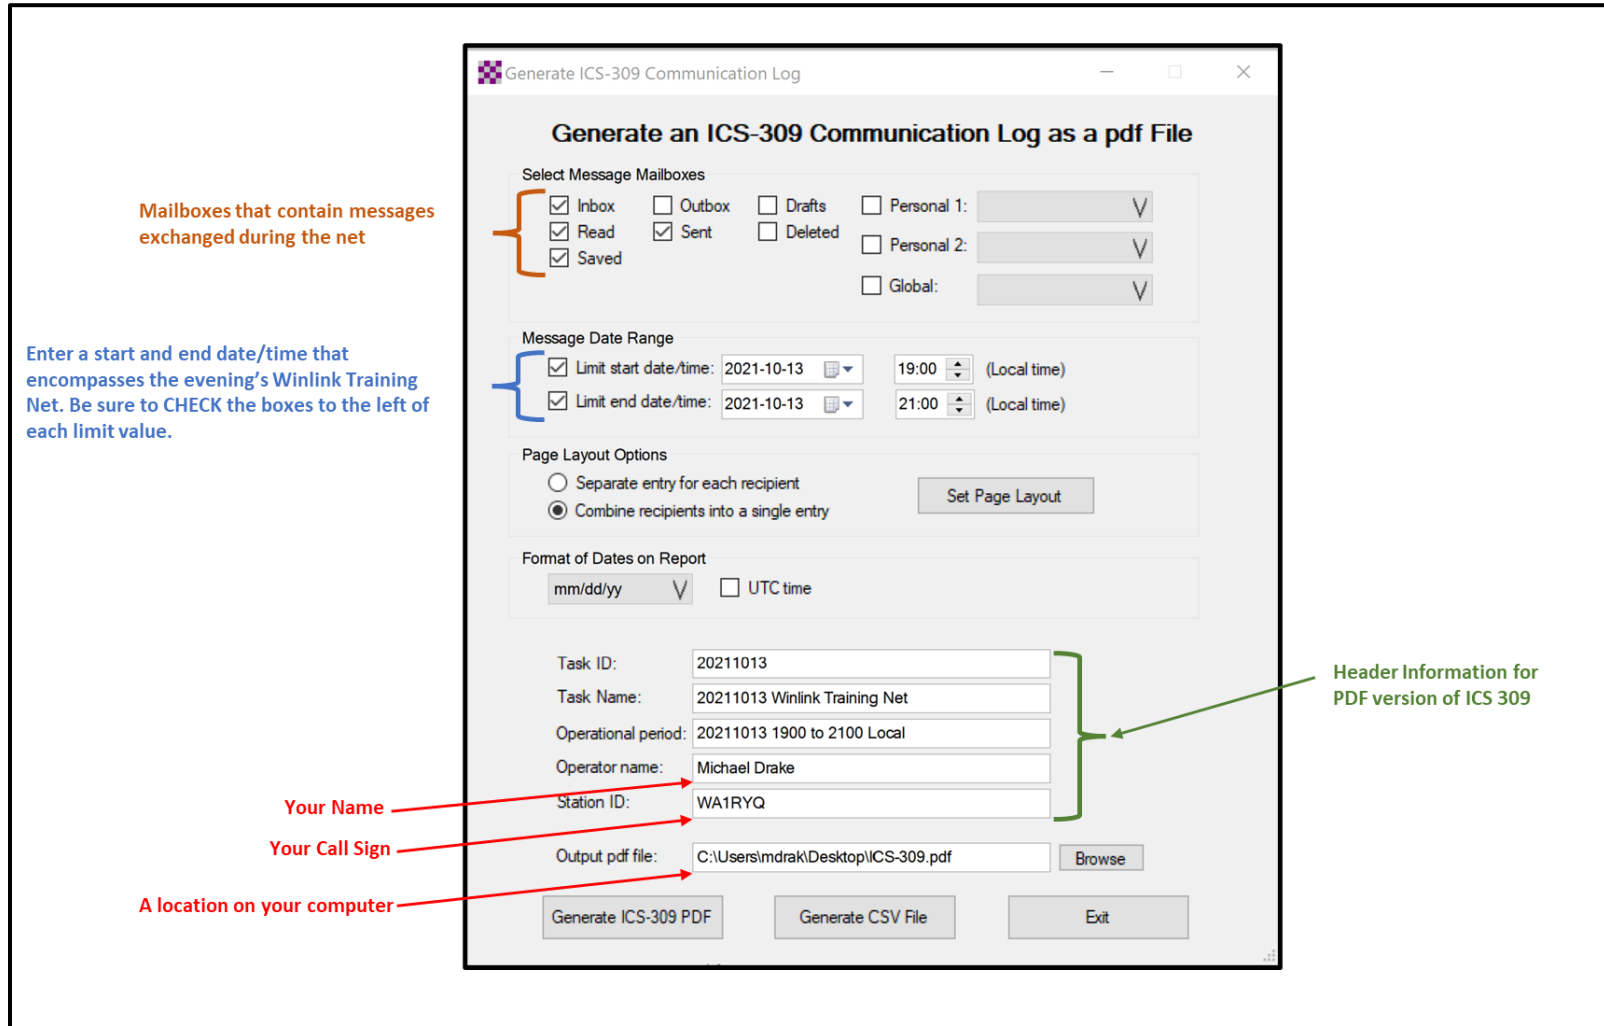 Generate ICS-309 Communication Log
Generate an ICS-309 Communication Log as a pdf File
Select Message Mailboxes
Inbox Outbox Drafts Personal 1:
Read Sent Deleted
Personal 2:
Saved
Global:
Mailboxes that contain messages
exchanged during the net
Message Date Range
Limit start date/time: 2021-10-13 19:00 (Local time)
Limit end date/time: 2021-10-13 21:00 (Local time)
Enter a start and end date/time that
encompasses the evening's Winlink Training
Net. Be sure to CHECK the boxes to the left of
each limit value.
Page Layout Options
Separate entry for each recipient
Combine recipients into a single entry
Set Page Layout
Format of Dates on Report
mm/dd/yy UTC time
Task ID: 20211013
Task Name: 20211013 Winlink Training Net
Operational period: 20211013 1900 to 2100 Local
Operator name: Michael Drake
Station ID: WA1RYQ
Header Information for
PDF version of ICS 309
Your Name
Your Call Sign
Output pdf file: C:\Users\mdrak\Desktop\ICS-309.pdf Browse
A location on your computer
Generate ICS-309 PDF Generate CSV File Exit